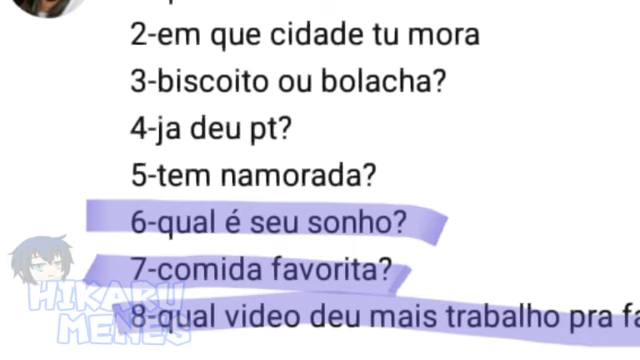 2-em que cidade tu mora
3-biscoito ou bolacha?
4-ja deu pt?
5-tem namorada?
6-qual é seu sonho?
7-comida favorita?
8-qual video deu mais trabalho pra
HIKARU
MEMES